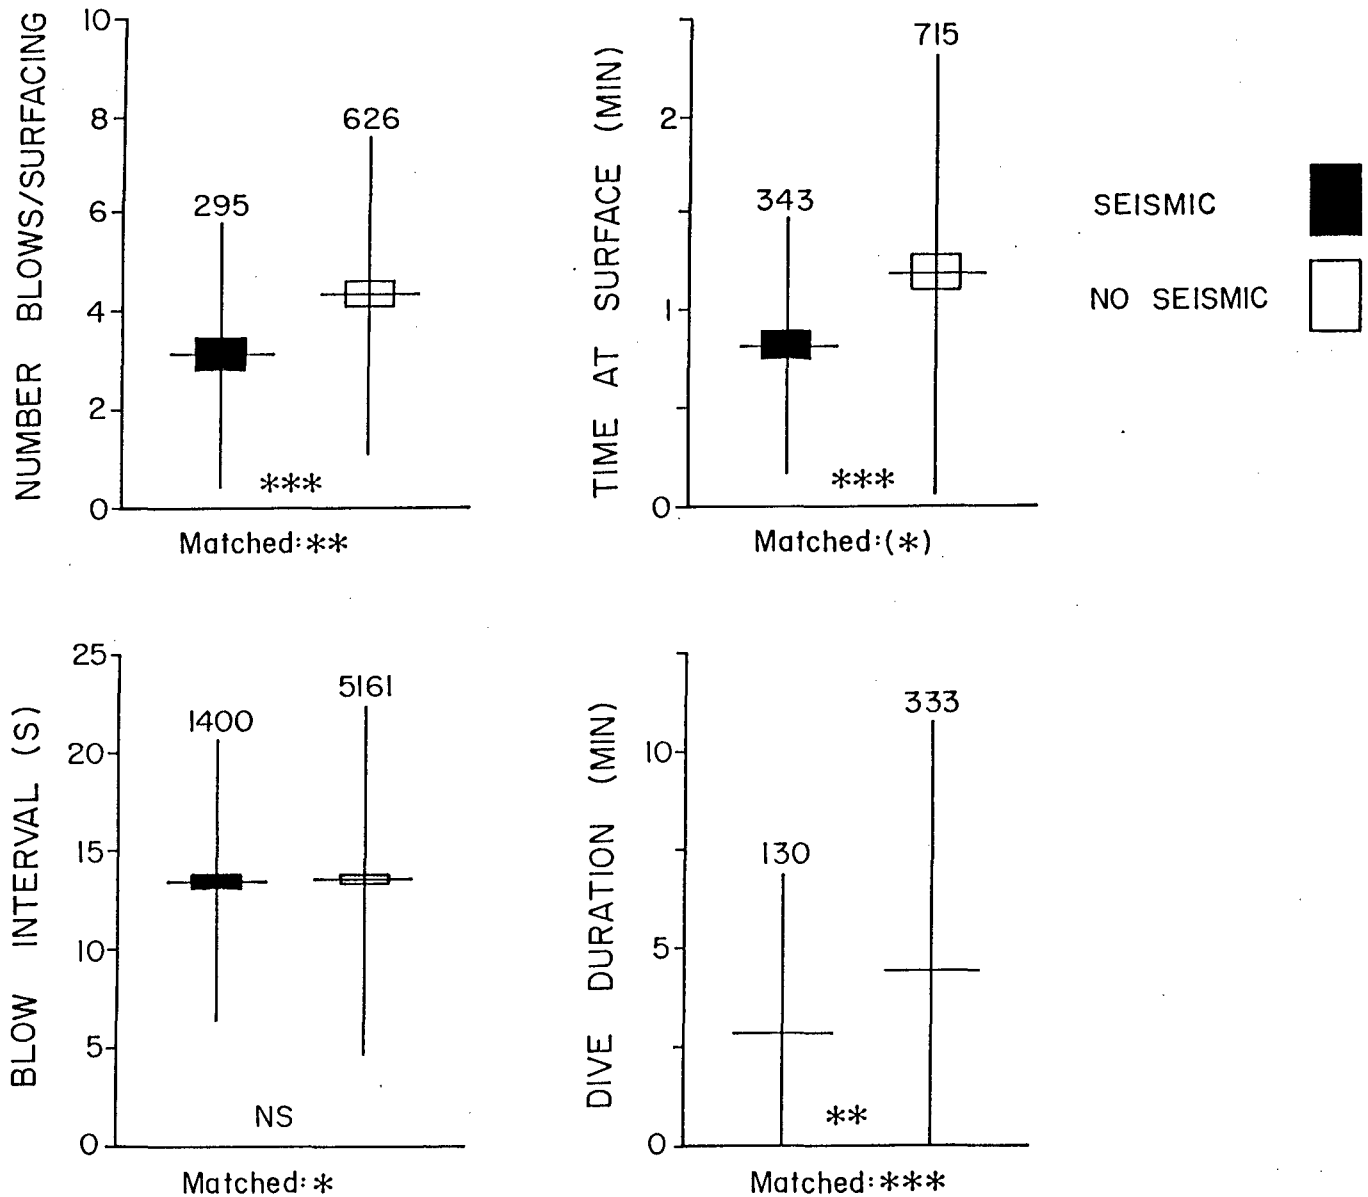 NUMBER BLOWS/SURFACING
10
8
6
4
2
0
295
626
***
Matched:**
TIME AT SURFACE (MIN)
2
1
0
343
715
***
Matched:(*)
SEISMIC
NO SEISMIC
BLOW INTERVAL (S)
25
20
15
10
5
0
1400
5161
NS
Matched:*
DIVE DURATION (MIN)
10
5
0
130
333
**
Matched:***